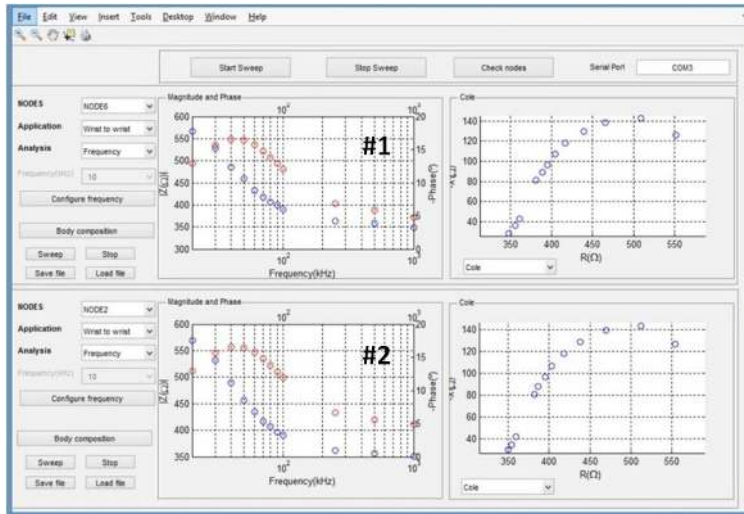 File Edit View Insert Tools Desktop Window Help
Start Sweep Stop Sweep Check nodes Serial Port COM3
NODES NODE6
Application Wrist to wrist
Analysis Frequency
Frequency(kHz) 10
Configure frequency
Body composition
Sweep Stop
Save file Load file
Magnitude and Phase
10² 10³
600 20
550
500 15
450
400 10
350 5
300 0
10² 10³
|Z(Ω)|
-Phase(°)
Frequency(kHz)
#1
Cole
140
120
100
80
60
40
350 400 450 500 550
R(Ω)
Cole
NODES NODE2
Application Wrist to wrist
Analysis Frequency
Frequency(kHz) 10
Configure frequency
Body composition
Sweep Stop
Save file Load file
Magnitude and Phase
10² 10³
600 20
550 15
500
450 10
400 5
350 0
10² 10³
|Z(Ω)|
-Phase(°)
Frequency(kHz)
#2
Cole
140
120
100
80
60
40
350 400 450 500 550
R(Ω)
Cole